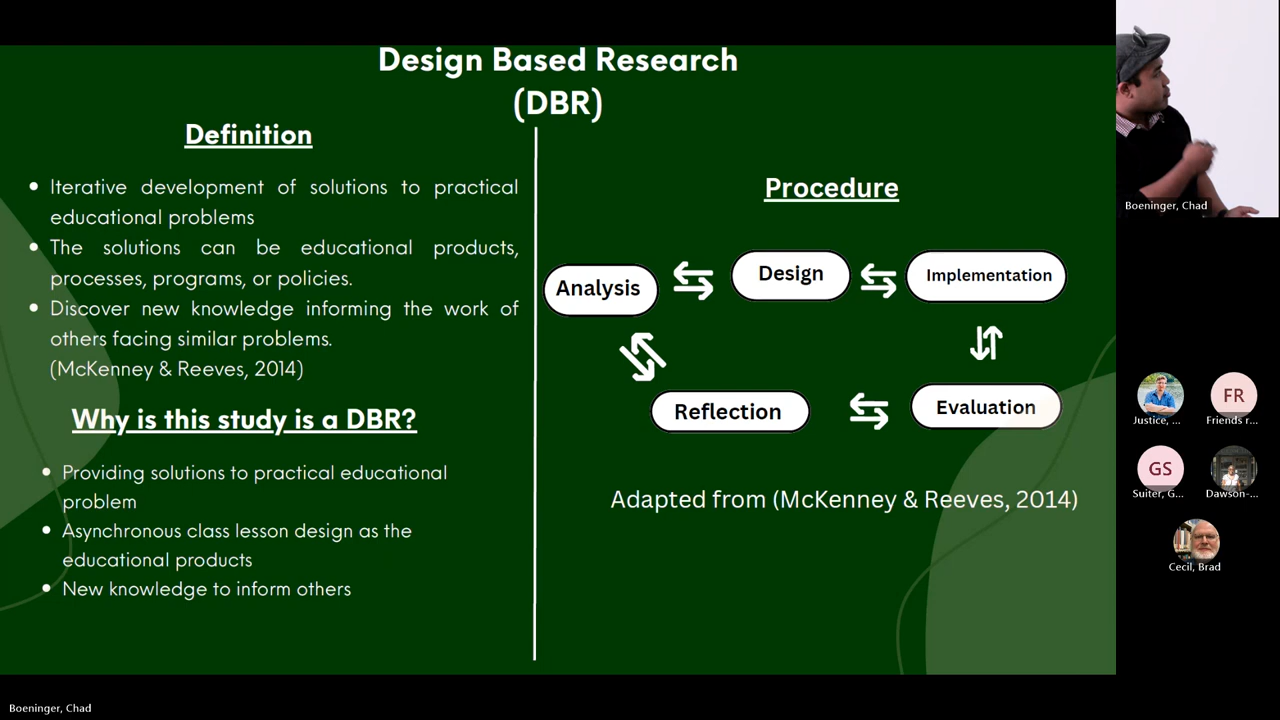 Design Based Research
(DBR)
Definition
Iterative development of solutions to practical
educational problems
The solutions can be educational products,
processes, programs, or policies.
Discover new knowledge informing the work of
others facing similar problems.
(McKenney & Reeves, 2014)
Why is this study is a DBR?
Providing solutions to practical educational
problem
Asynchronous class lesson design as the
educational products
New knowledge to inform others
Procedure
Analysis
Design
Implementation
Reflection
Evaluation
Adapted from (McKenney & Reeves, 2014)
Boeninger, Chad
FR
Justice, ...
Friends r...
GS
Suiter, G...
Dawson-...
Cecil, Brad
Boeninger, Chad